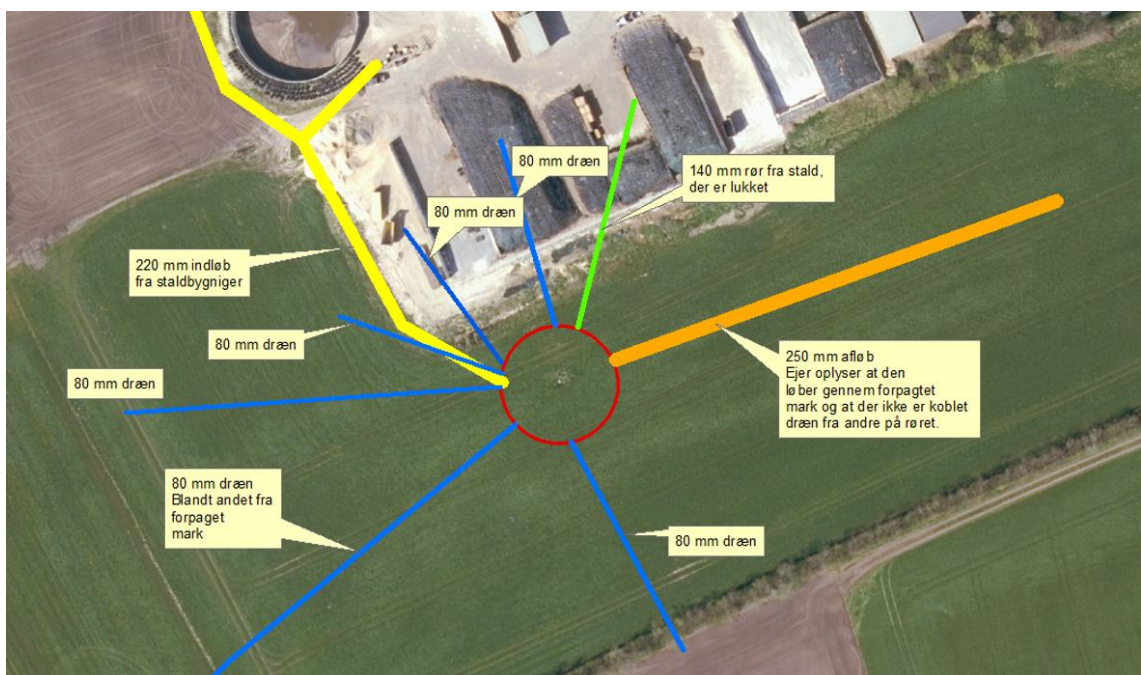 80 mm dræn
140 mm rør fra stald,
der er lukket
80 mm dræn
220 mm indløb
fra staldbygniger
80 mm dræn
80 mm dræn
250 mm afløb
Ejer oplyser at den
løber gennem forpagtet
mark og at der ikke er koblet
dræn fra andre på røret.
80 mm dræn
Blandt andet fra
forpaget
mark
80 mm dræn